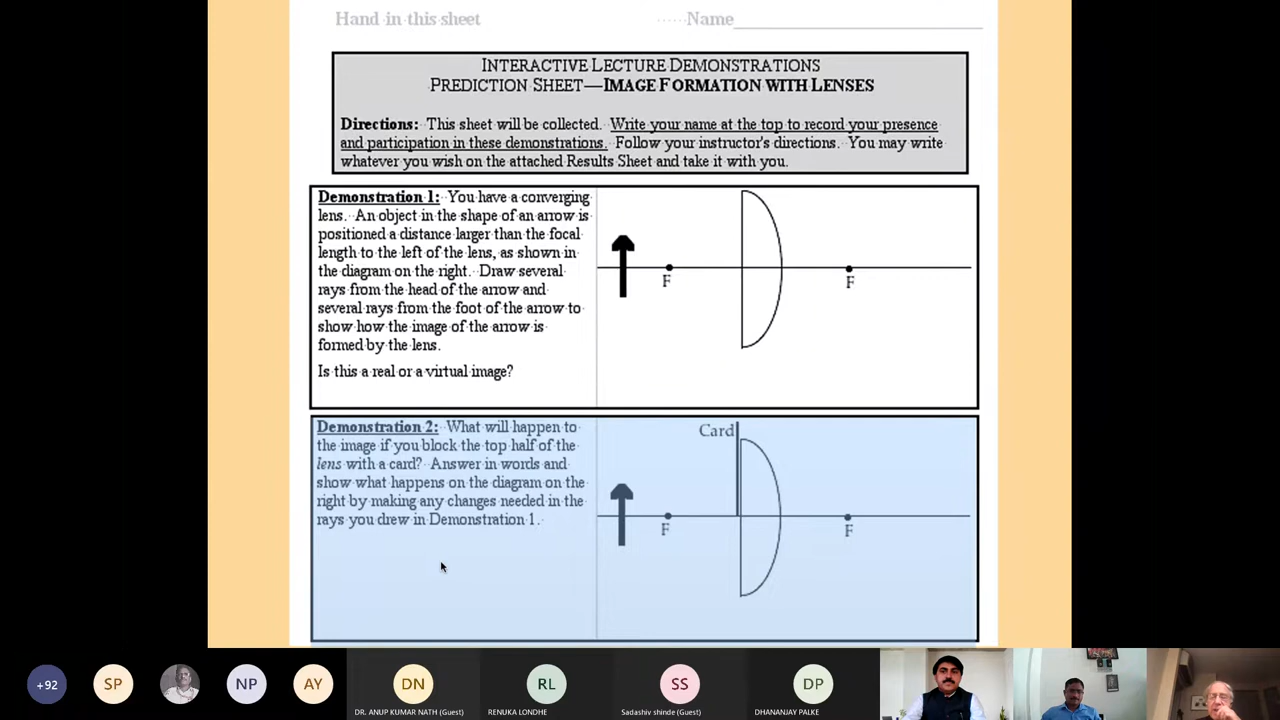 Hand in this sheet
Name
INTERACTIVE LECTURE DEMONSTRATIONS
PREDICTION SHEET—IMAGE FORMATION WITH LENSES
Directions: This sheet will be collected. Write your name at the top to record your presence
and participation in these demonstrations. Follow your instructor's directions. You may write
whatever you wish on the attached Results Sheet and take it with you.
Demonstration 1: You have a converging
lens. An object in the shape of an arrow is
positioned a distance larger than the focal
length to the left of the lens, as shown in
the diagram on the right. Draw several
rays from the head of the arrow and
several rays from the foot of the arrow to
show how the image of the arrow is
formed by the lens.
Is this a real or a virtual image?
F
F
Demonstration 2: What will happen to
the image if you block the top half of the
lens with a card? Answer in words and
show what happens on the diagram on the
right by making any changes needed in the
rays you drew in Demonstration 1.
Card
F
F
+92
SP
NP
AY
DN
DR. ANUP KUMAR NATH (Guest)
RL
RENUKA LONDHE
SS
Sadashiv shinde (Guest)
DP
DHANANJAY PALKE